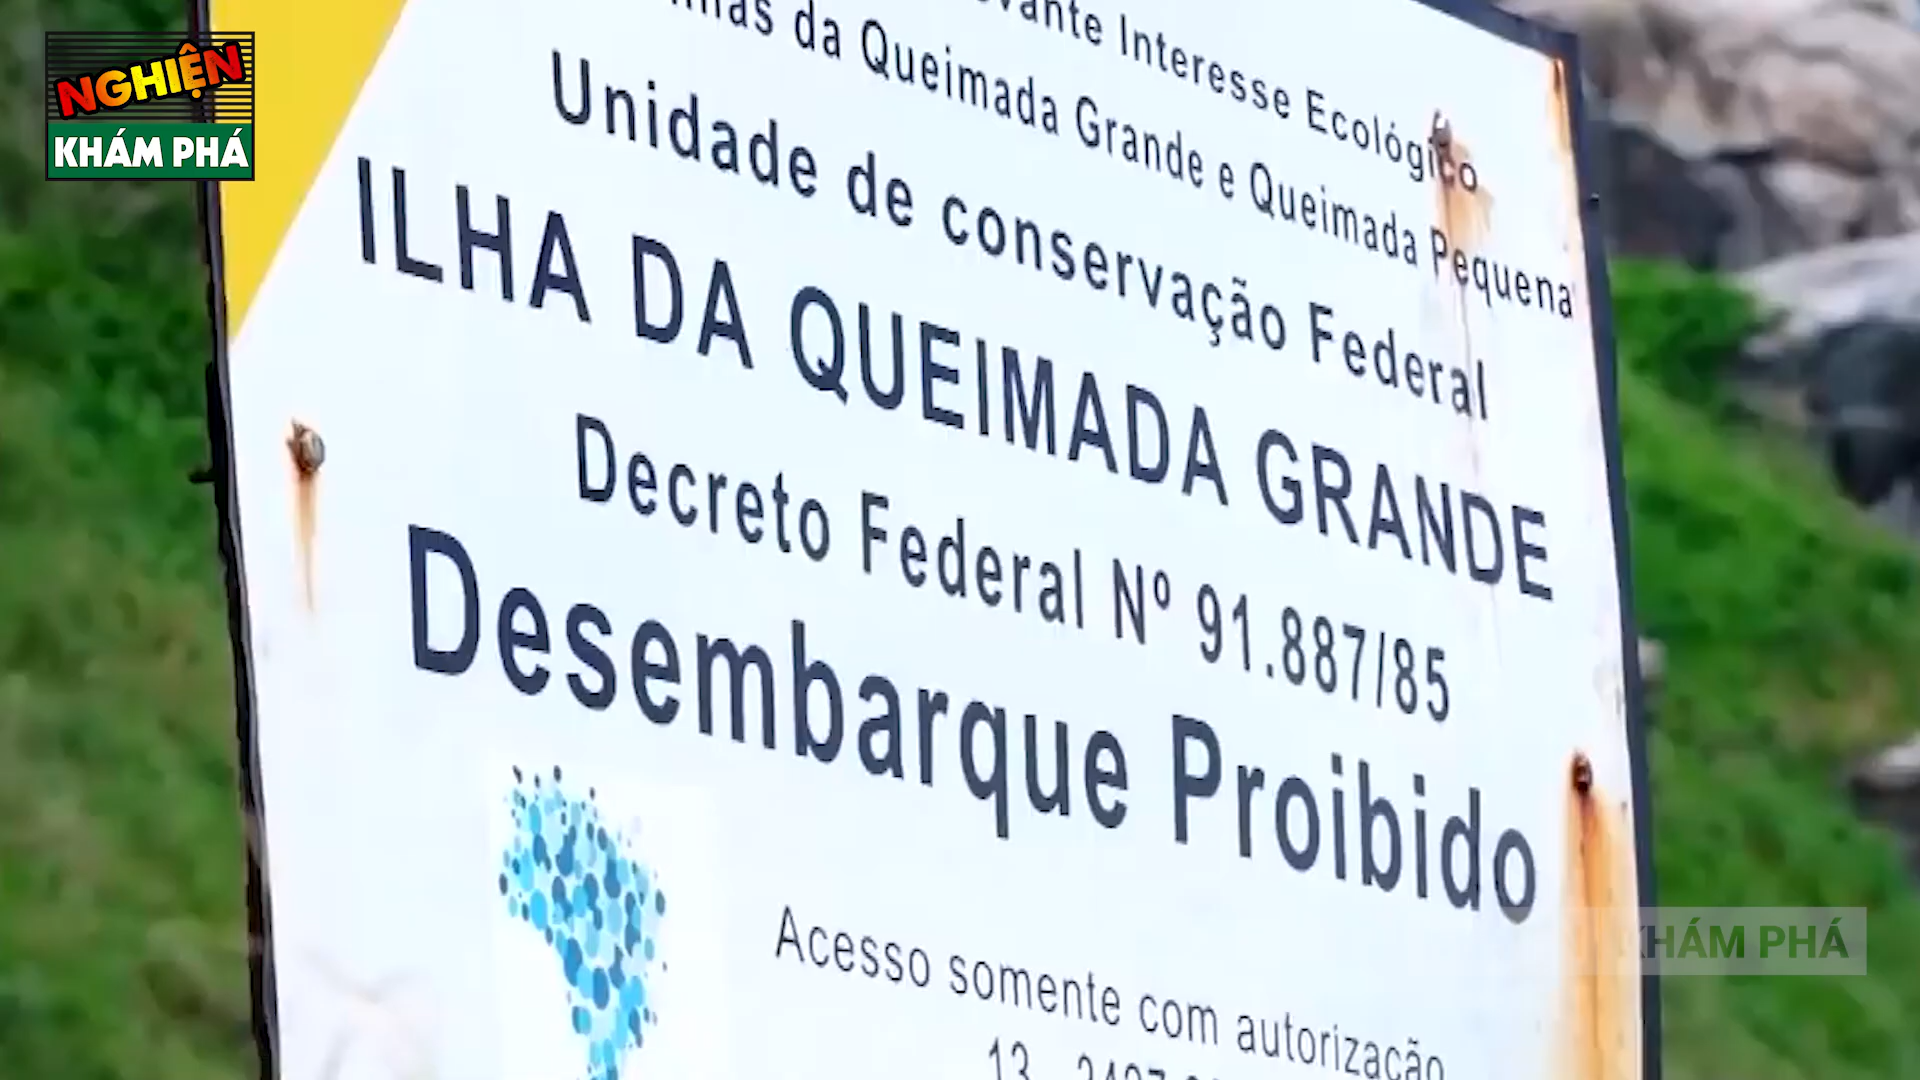 NGHIỆN
KHÁM PHÁ
Interesse Ecológico
da Queimada Grande e Queimada Pequena
Unidade de conservação Federal
ILHA DA QUEIMADA GRANDE
Decreto Federal Nº 91.887/85
Desembarque Proibido
Acesso somente com autorização
13
KHÁM PHÁ